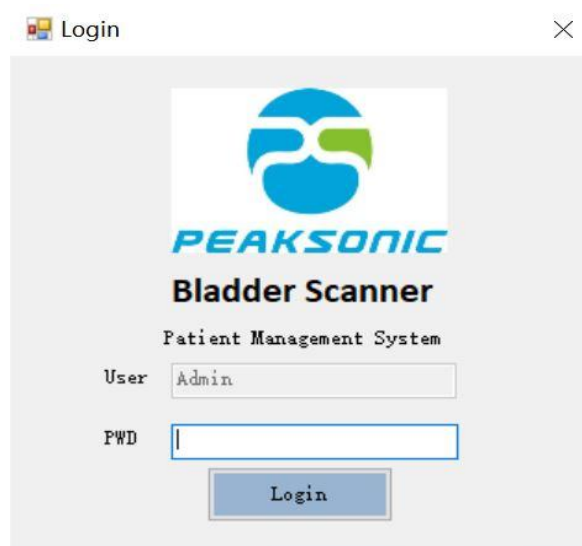 Login
PEAKSONIC
Bladder Scanner
Patient Management System
User Admin
PWD
Login